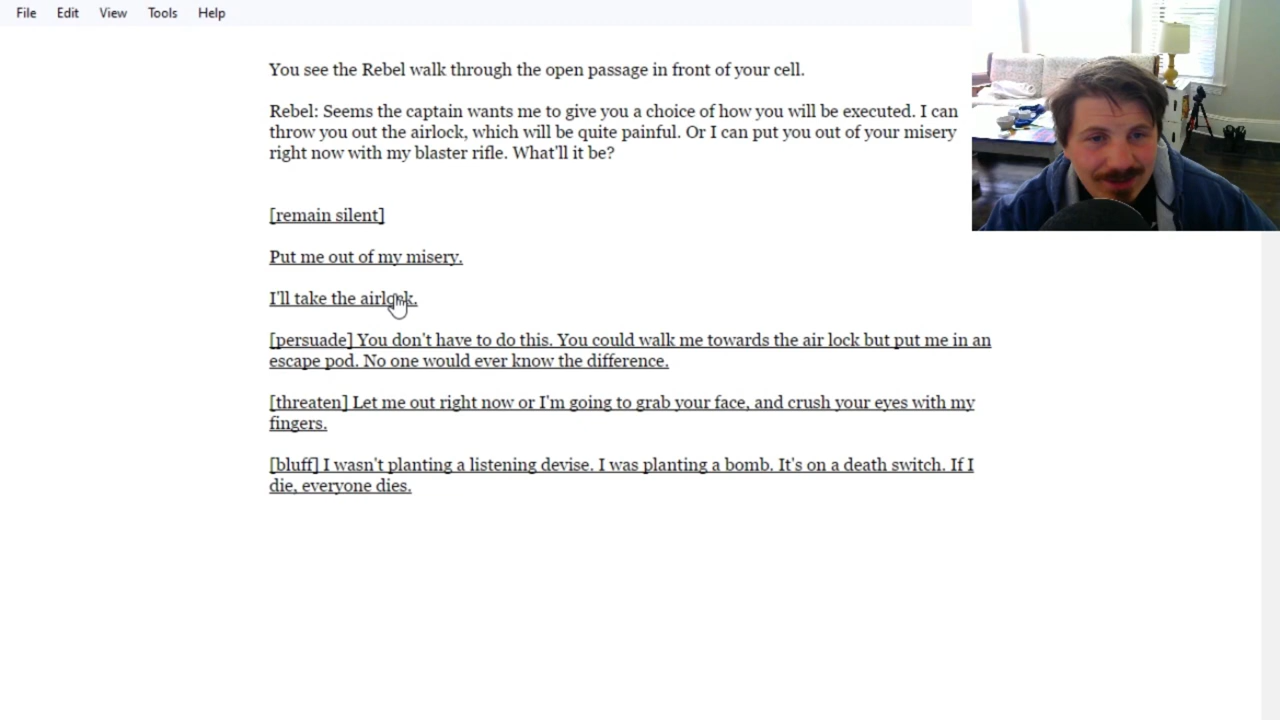 File Edit View Tools Help
You see the Rebel walk through the open passage in front of your cell.
Rebel: Seems the captain wants me to give you a choice of how you will be executed. I can
throw you out the airlock, which will be quite painful. Or I can put you out of your misery
right now with my blaster rifle. What'll it be?
[remain silent]
Put me out of my misery.
I'll take the airlock.
[persuade] You don't have to do this. You could walk me towards the air lock but put me in an
escape pod. No one would ever know the difference.
[threaten] Let me out right now or I'm going to grab your face, and crush your eyes with my
fingers.
[bluff] I wasn't planting a listening devise. I was planting a bomb. It's on a death switch. If I
die, everyone dies.